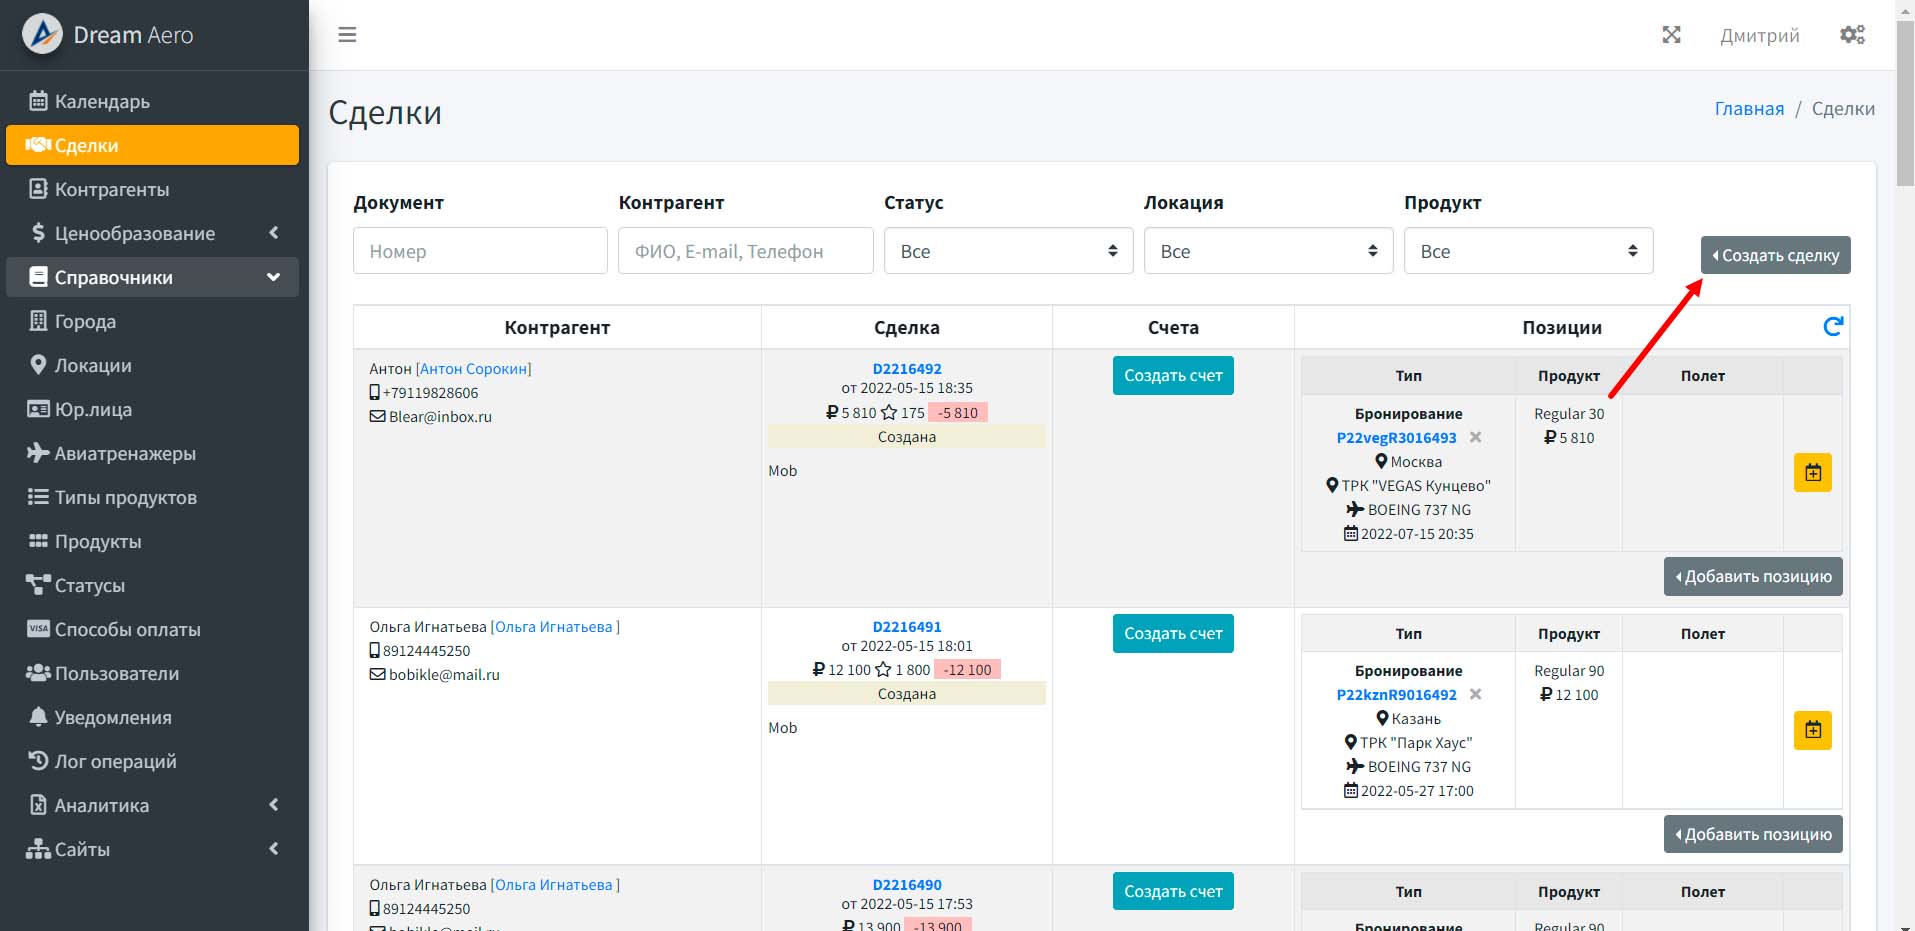 Dream Aero
Дмитрий
Календарь
Сделки
Контрагенты
Ценообразование
Справочники
Города
Локации
Юр.лица
Авиатренажеры
Типы продуктов
Продукты
Статусы
VISA Способы оплаты
Пользователи
Уведомления
Лог операций
Аналитика
Сайты
Сделки
Главная / Сделки
Документ Контрагент Статус Локация Продукт
Номер ФИО, E-mail, Телефон Все Все Все Создать сделку
Контрагент Сделка Счета Позиции
Антон [Антон Сорокин]
+79119828606
Blear@inbox.ru
D2216492
от 2022-05-15 18:35
₽ 5 810 175 -5 810
Создана
Mob
Создать счет
Тип Продукт Полет
Бронирование
P22vegR3016493
Москва
ТРК "VEGAS Кунцево"
BOEING 737 NG
2022-07-15 20:35
Regular 30
₽ 5 810
Добавить позицию
Ольга Игнатьева [Ольга Игнатьева ]
89124445250
bobikle@mail.ru
D2216491
от 2022-05-15 18:01
₽ 12 100 1 800 -12 100
Создана
Mob
Создать счет
Тип Продукт Полет
Бронирование
P22kznR9016492
Казань
ТРК "Парк Хаус"
BOEING 737 NG
2022-05-27 17:00
Regular 90
₽ 12 100
Добавить позицию
Ольга Игнатьева [Ольга Игнатьева ]
89124445250
bobikle@mail.ru
D2216490
от 2022-05-15 17:53
₽ 13 900 -13 900
Создать счет
Тип Продукт Полет
Бронирование
Regular 90